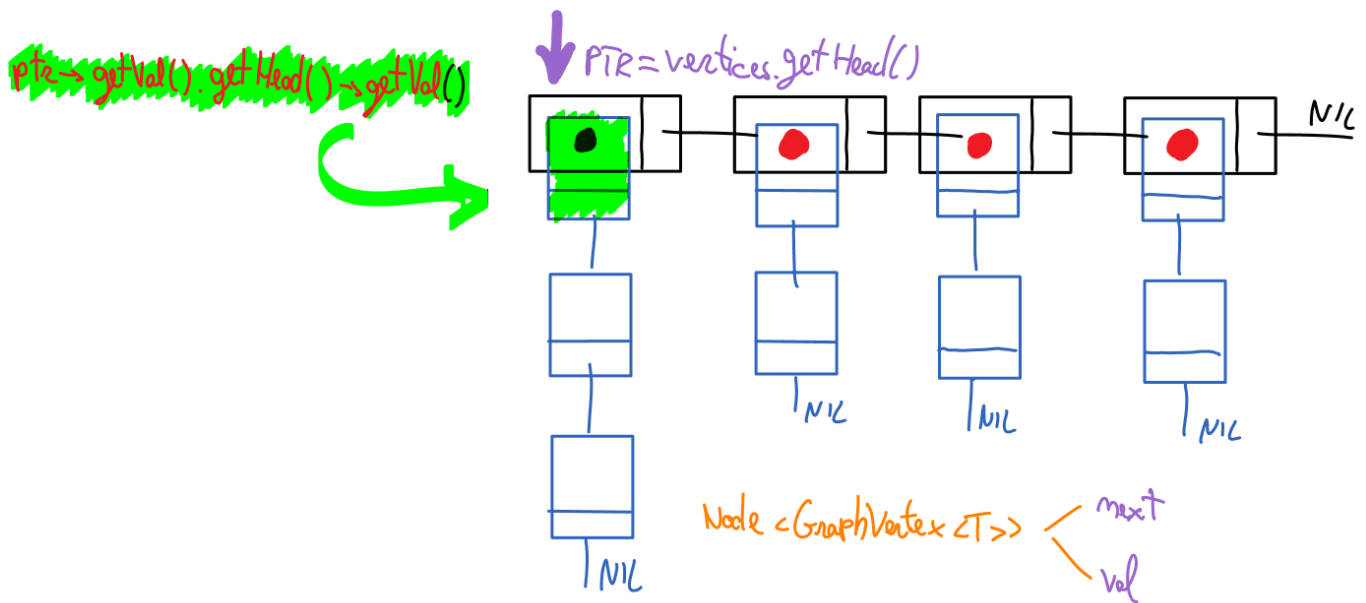 PTR = vertices.getHead()
ptr → getVal().getHead() → getVal()
NIL
NIL
NIL
NIL
Node <GraphVertex<T>>
next
val
NIL